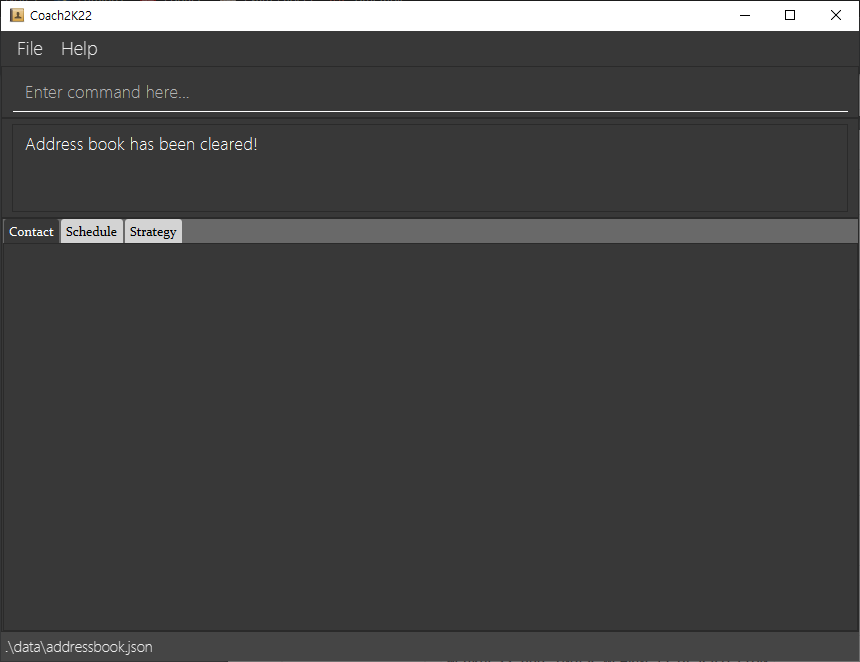 Coach2K22
File Help
Enter command here...
Address book has been cleared!
Contact Schedule Strategy
.\data\addressbook.json